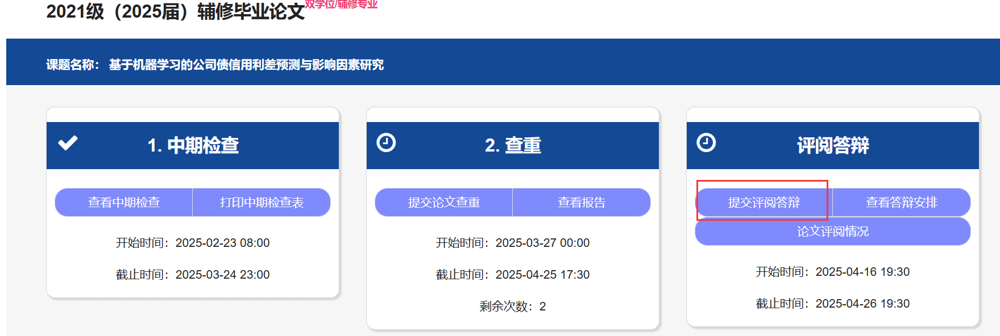 2021级（2025届）辅修毕业论文双学位/辅修专业
课题名称： 基于机器学习的公司债信用利差预测与影响因素研究
1. 中期检查
查看中期检查 打印中期检查表
开始时间：2025-02-23 08:00
截止时间：2025-03-24 23:00
2. 查重
提交论文查重 查看报告
开始时间：2025-03-27 00:00
截止时间：2025-04-25 17:30
剩余次数：2
评阅答辩
提交评阅答辩 查看答辩安排
论文评阅情况
开始时间：2025-04-16 19:30
截止时间：2025-04-26 19:30